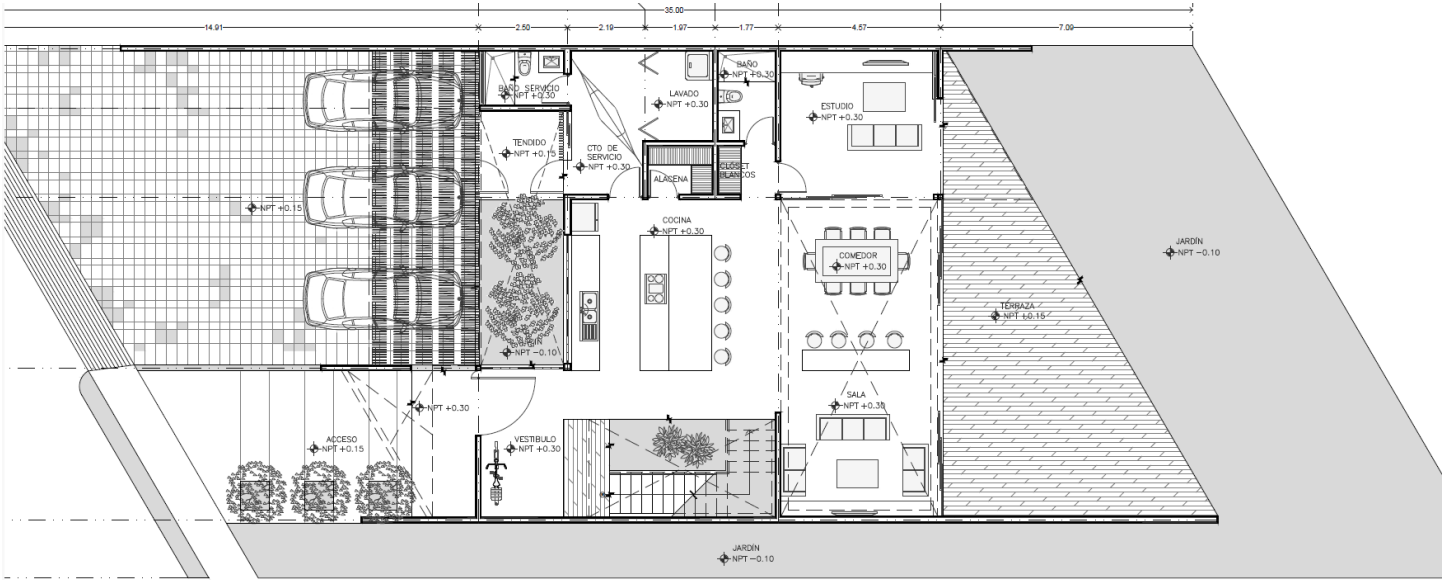 35.00
14.91
2.50
2.19
1.97
1.77
4.57
7.00
BAÑO SERVICIO
NPT +0.30
LAVADO
NPT +0.30
BAÑO
NPT +0.30
ESTUDIO
NPT +0.30
TENDIDO
NPT +0.15
CTO DE
SERVICIO
NPT +0.30
ALACENA
CLOSET
BLANCOS
NPT +0.15
COCINA
NPT +0.30
COMEDOR
NPT +0.30
JARDÍN
NPT -0.10
TERRAZA
NPT +0.15
NPT -0.10
SALA
NPT +0.30
NPT +0.30
ACCESO
NPT +0.15
VESTIBULO
NPT +0.30
JARDÍN
NPT -0.10